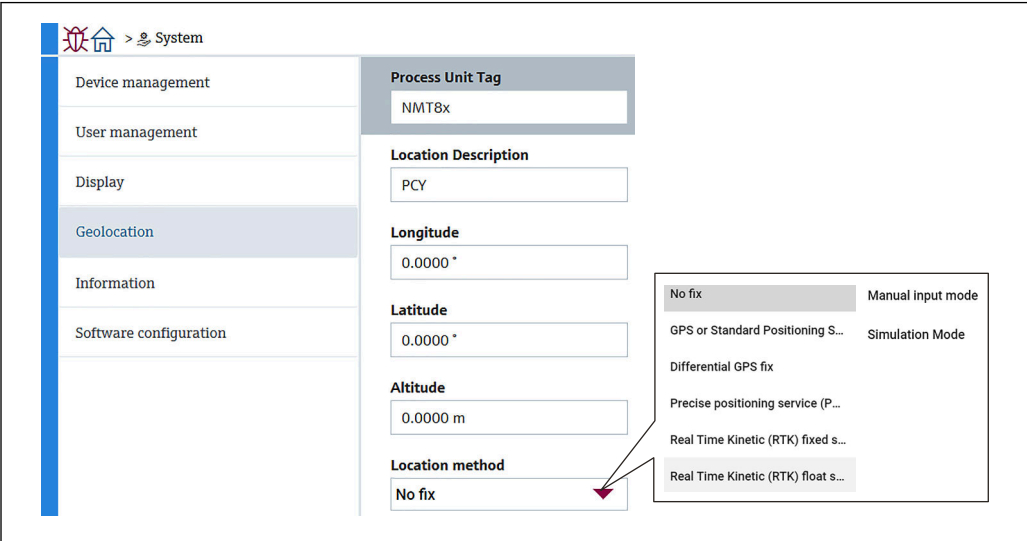 > System
Device management
User management
Display
Geolocation
Information
Software configuration
Process Unit Tag
NMT8x
Location Description
PCY
Longitude
0.0000 °
Latitude
0.0000 °
Altitude
0.0000 m
Location method
No fix
No fix
GPS or Standard Positioning S...
Differential GPS fix
Precise positioning service (P...
Real Time Kinetic (RTK) fixed s...
Real Time Kinetic (RTK) float s...
Manual input mode
Simulation Mode